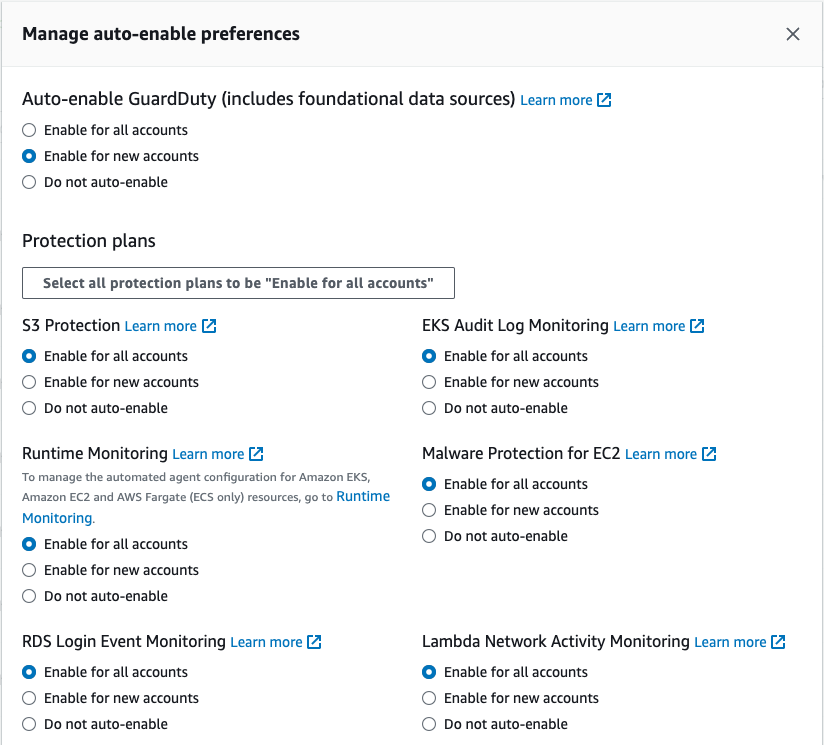 Manage auto-enable preferences
Auto-enable GuardDuty (includes foundational data sources) Learn more
Enable for all accounts
Enable for new accounts
Do not auto-enable
Protection plans
Select all protection plans to be "Enable for all accounts"
S3 Protection Learn more
Enable for all accounts
Enable for new accounts
Do not auto-enable
EKS Audit Log Monitoring Learn more
Enable for all accounts
Enable for new accounts
Do not auto-enable
Runtime Monitoring Learn more
To manage the automated agent configuration for Amazon EKS,
Amazon EC2 and AWS Fargate (ECS only) resources, go to Runtime
Monitoring.
Enable for all accounts
Enable for new accounts
Do not auto-enable
Malware Protection for EC2 Learn more
Enable for all accounts
Enable for new accounts
Do not auto-enable
RDS Login Event Monitoring Learn more
Enable for all accounts
Enable for new accounts
Do not auto-enable
Lambda Network Activity Monitoring Learn more
Enable for all accounts
Enable for new accounts
Do not auto-enable